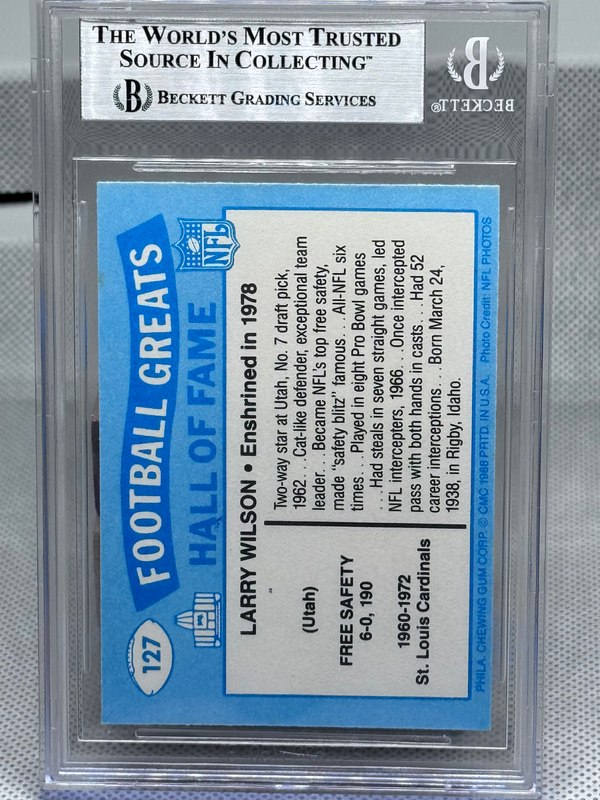 THE WORLD'S MOST TRUSTED
SOURCE IN COLLECTING™
B BECKETT GRADING SERVICES
B
BECKETT®
127
FOOTBALL GREATS
HALL OF FAME
NFL
LARRY WILSON • Enshrined in 1978
(Utah)
FREE SAFETY
6-0, 190
1960-1972
St. Louis Cardinals
Two-way star at Utah, No. 7 draft pick,
1962. . .Cat-like defender, exceptional team
leader. . .Became NFL's top free safety,
made "safety blitz" famous. . .All-NFL six
times. . .Played in eight Pro Bowl games
. . .Had steals in seven straight games, led
NFL intercepters, 1966. . .Once intercepted
pass with both hands in casts. . .Had 52
career interceptions. . .Born March 24,
1938, in Rigby, Idaho.
PHILA. CHEWING GUM CORP. © CMC 1988 PRTD. IN U.S.A. Photo Credit: NFL PHOTOS